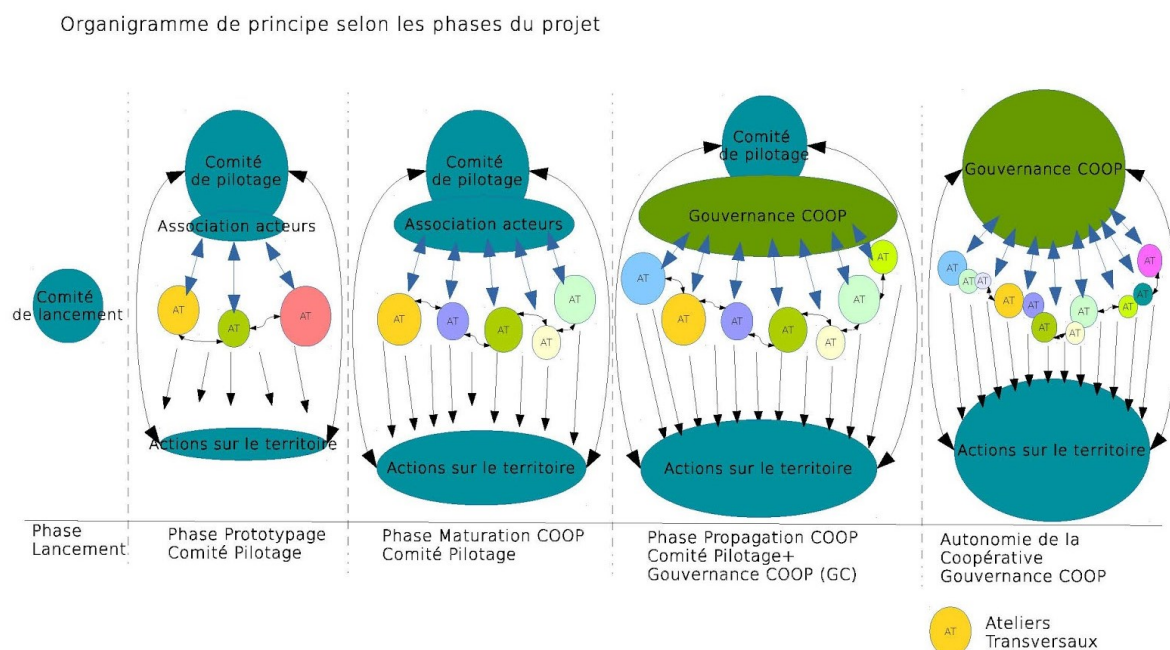 Organigramme de principe selon les phases du projet
Comité
de lancement
Phase
Lancement
Comité
de pilotage
Association acteurs
AT
AT
AT
Actions sur le territoire
Phase Prototypage
Comité Pilotage
Comité
de pilotage
Association acteurs
AT
AT
AT
AT
AT
Actions sur le territoire
Phase Maturation COOP
Comité Pilotage
Comité
de pilotage
Gouvernance COOP
AT
AT
AT
AT
AT
AT
AT
Actions sur le territoire
Phase Propagation COOP
Comité Pilotage+
Gouvernance COOP (GC)
Gouvernance COOP
AT
AT
AT
AT
AT
AT
AT
AT
AT
AT
AT
Actions sur le territoire
Autonomie de la
Coopérative
Gouvernance COOP
AT
Ateliers
Transversaux